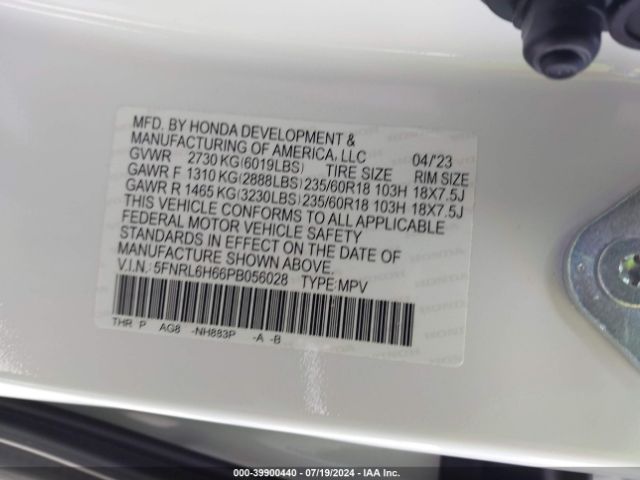 MFD. BY HONDA DEVELOPMENT &
MANUFACTURING OF AMERICA, LLC 04/'23
GVWR 2730 KG(6019LBS) TIRE SIZE RIM SIZE
GAWR F 1310 KG(2888LBS) 235/60R18 103H 18X7.5J
GAWR R 1465 KG(3230LBS) 235/60R18 103H 18X7.5J
THIS VEHICLE CONFORMS TO ALL APPLICABLE
FEDERAL MOTOR VEHICLE SAFETY
STANDARDS IN EFFECT ON THE DATE OF
MANUFACTURE SHOWN ABOVE.
V.I.N.: 5FNRL6H66PB056028 TYPE:MPV
THR P AG8 -NH883P -A -B
000-39900440 - 07/19/2024 - IAA Inc.